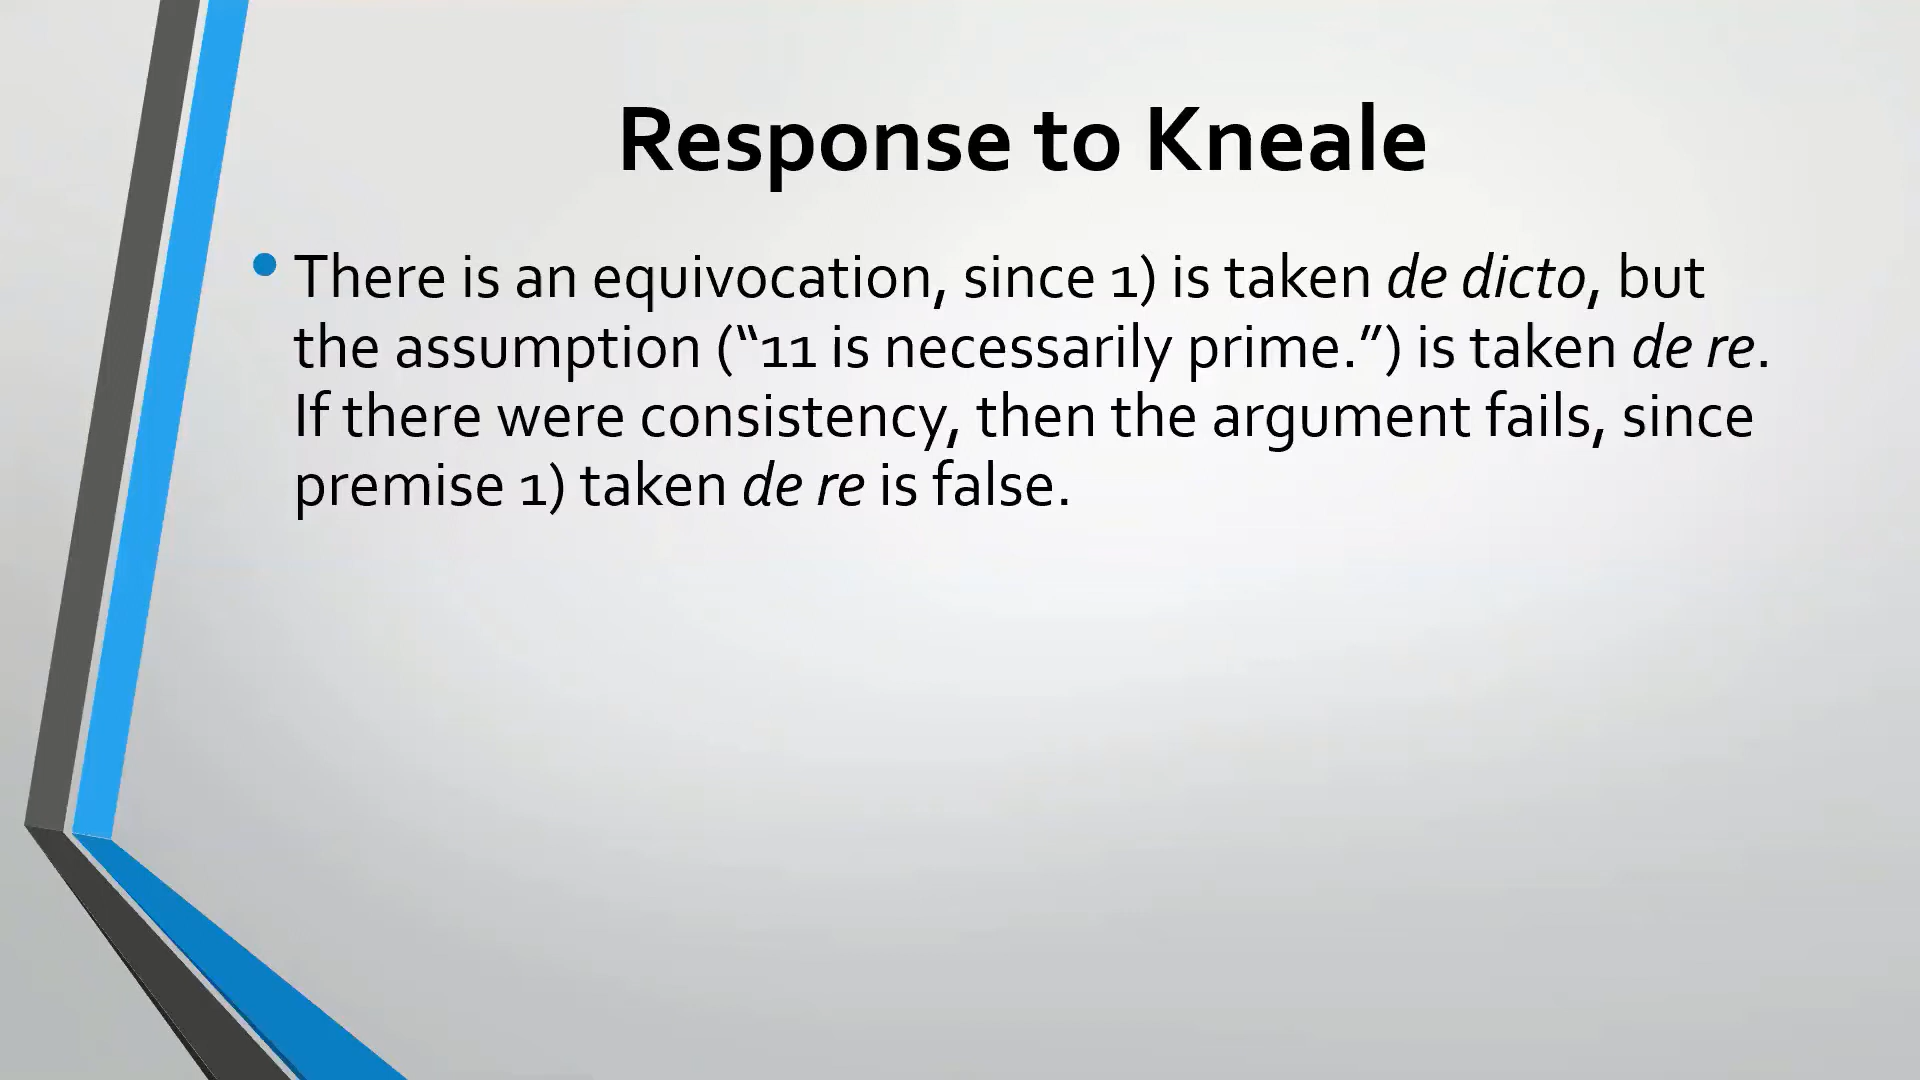 Response to Kneale
• There is an equivocation, since 1) is taken de dicto, but
the assumption (“11 is necessarily prime.”) is taken de re.
If there were consistency, then the argument fails, since
premise 1) taken de re is false.